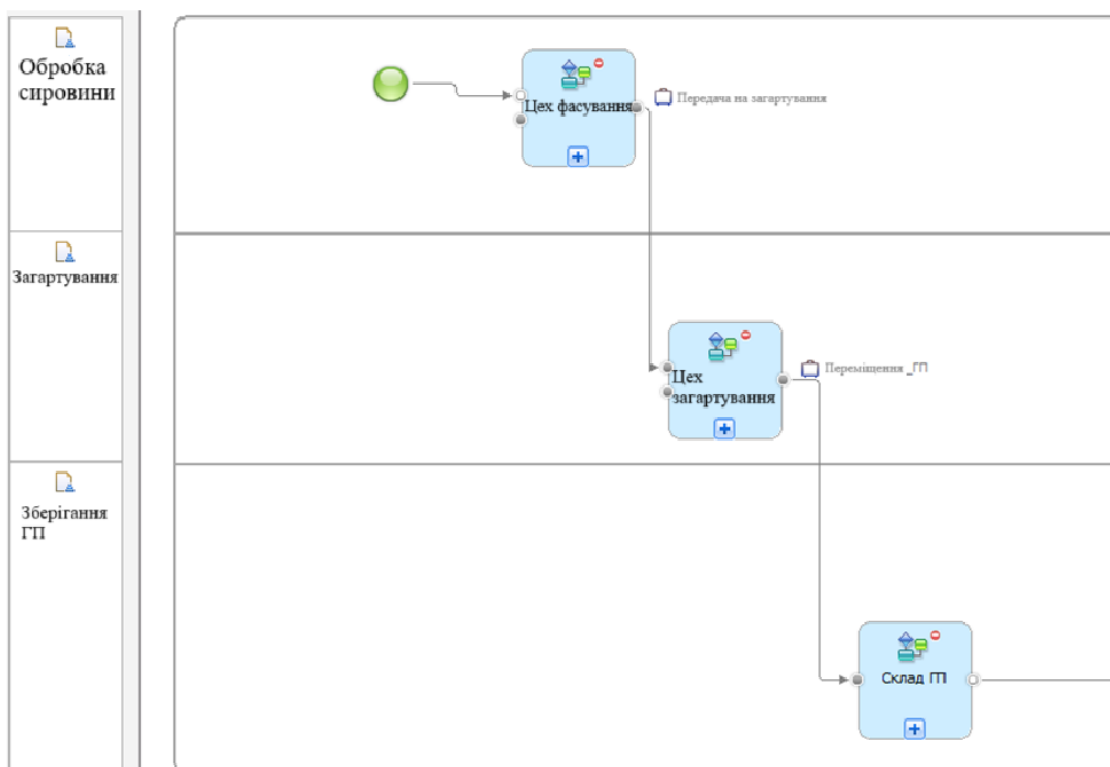 Обробка
сировини
Цех фасування
Передача на загартування
Загартування
Цех
загартування
Переміщення _ГП
Зберігання
ГП
Склад ГП